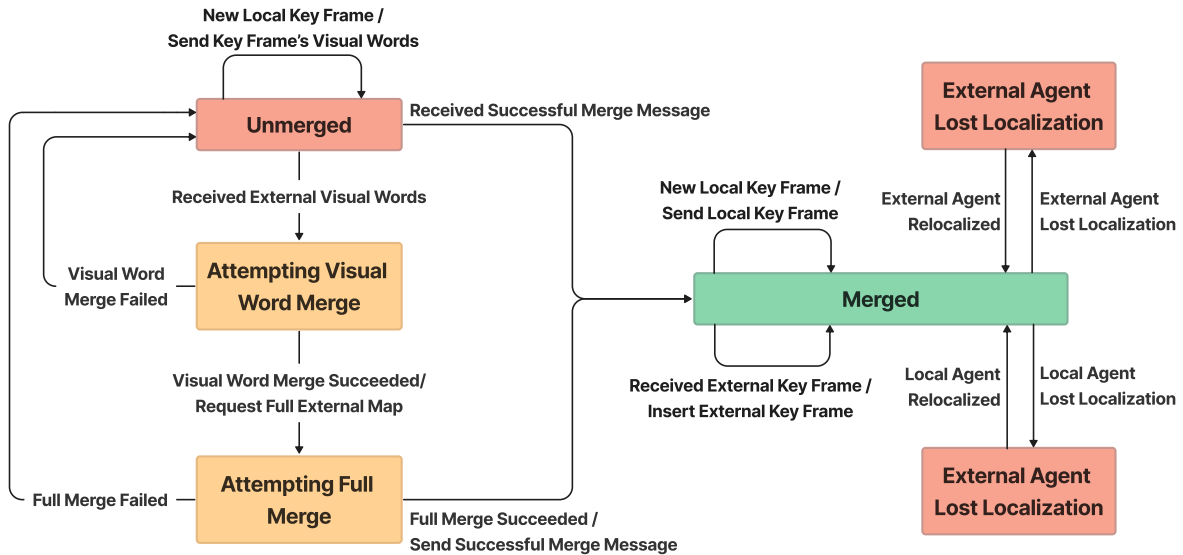 New Local Key Frame /
Send Key Frame's Visual Words
Unmerged
Received Successful Merge Message
Received External Visual Words
Attempting Visual
Word Merge
Visual Word
Merge Failed
Visual Word Merge Succeeded/
Request Full External Map
Attempting Full
Merge
Full Merge Failed
Full Merge Succeeded /
Send Successful Merge Message
New Local Key Frame /
Send Local Key Frame
Merged
Received External Key Frame /
Insert External Key Frame
External Agent
Lost Localization
External Agent
Relocalized
External Agent
Lost Localization
Local Agent
Relocalized
Local Agent
Lost Localization
External Agent
Lost Localization